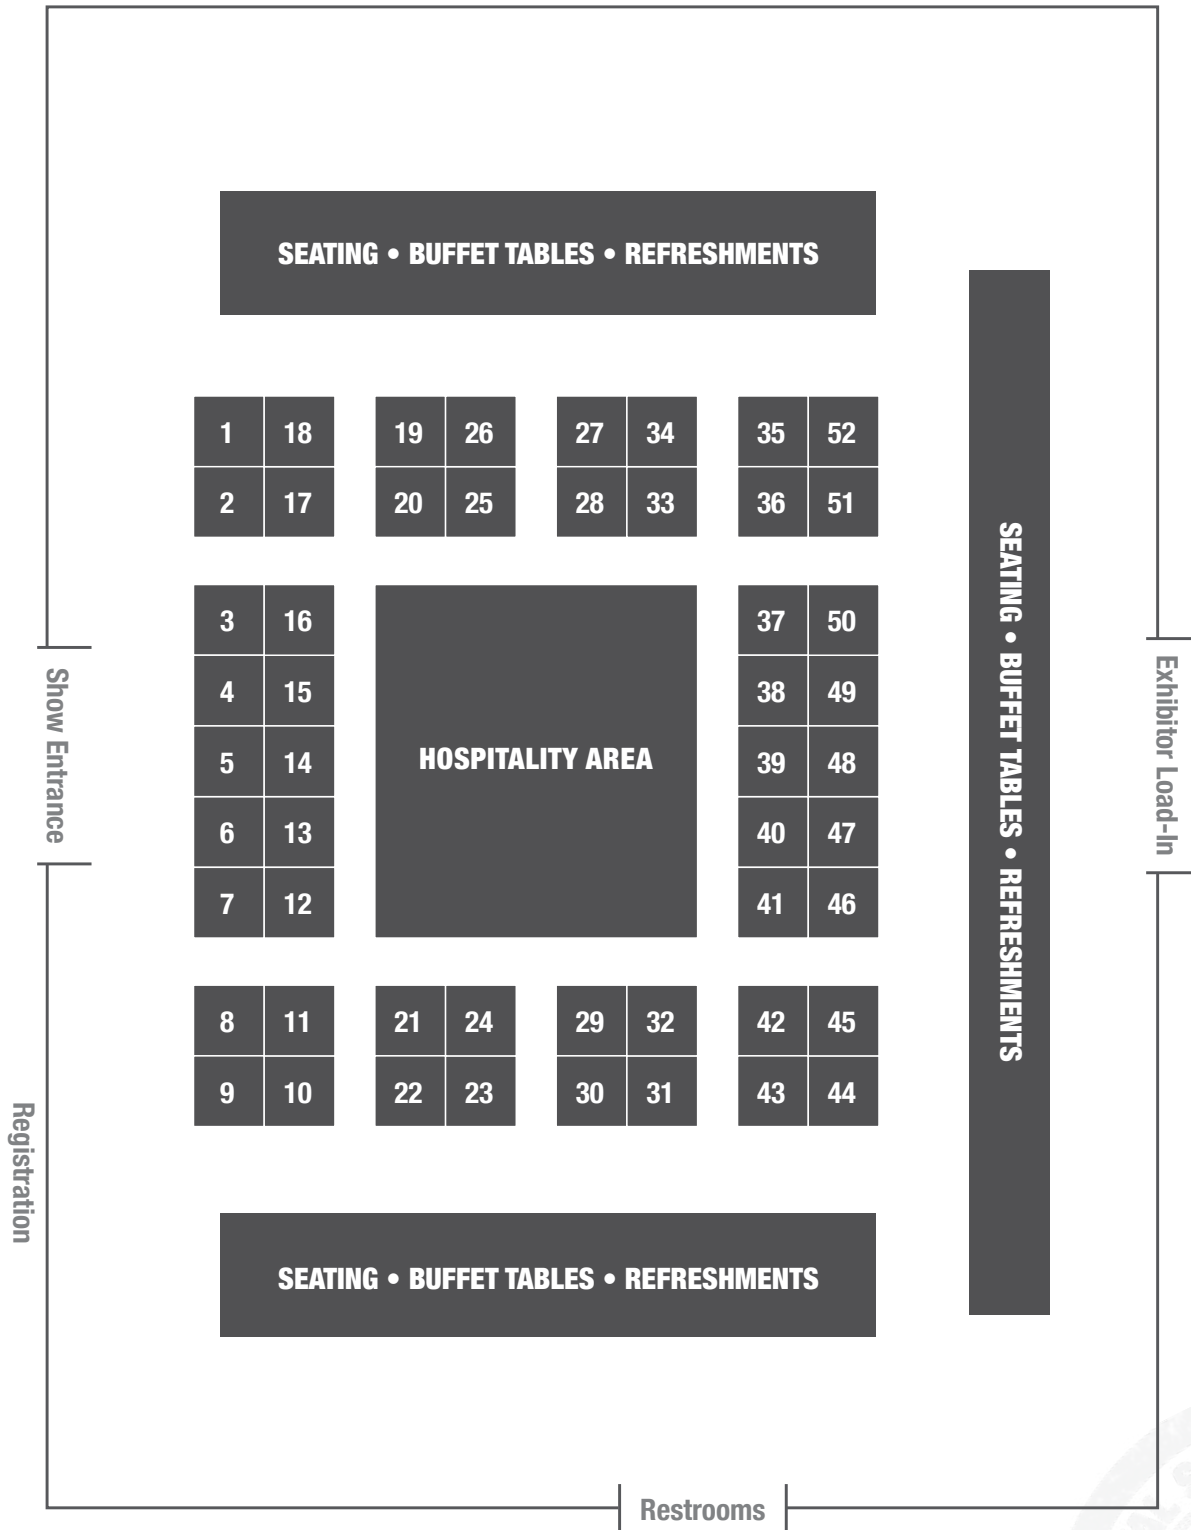 SEATING • BUFFET TABLES • REFRESHMENTS
1 18 19 26 27 34 35 52
2 17 20 25 28 33 36 51
3 16 37 50
4 15 38 49
5 14 HOSPITALITY AREA 39 48
6 13 40 47
7 12 41 46
8 11 21 24 29 32 42 45
9 10 22 23 30 31 43 44
SEATING • BUFFET TABLES • REFRESHMENTS
SEATING • BUFFET TABLES • REFRESHMENTS
Show Entrance
Exhibitor Load-In
Registration
Restrooms